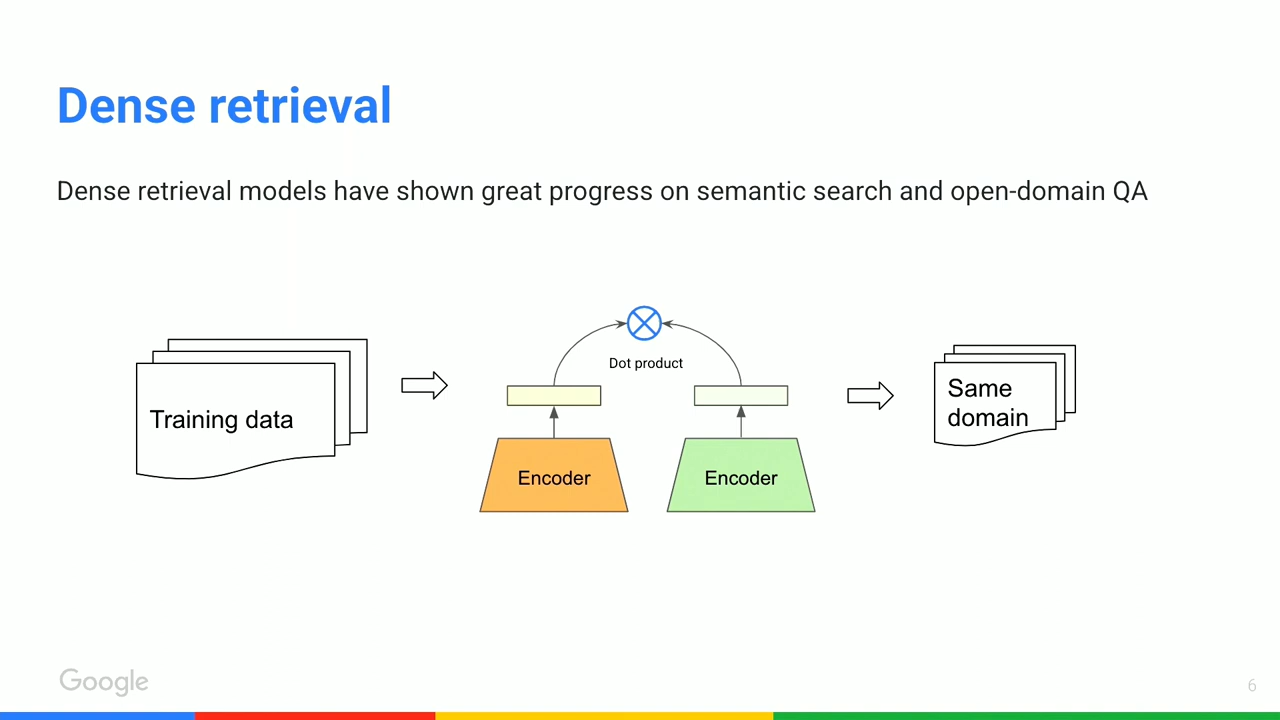 Dense retrieval
Dense retrieval models have shown great progress on semantic search and open-domain QA
Training data
Dot product
Encoder
Encoder
Same
domain
Google
6